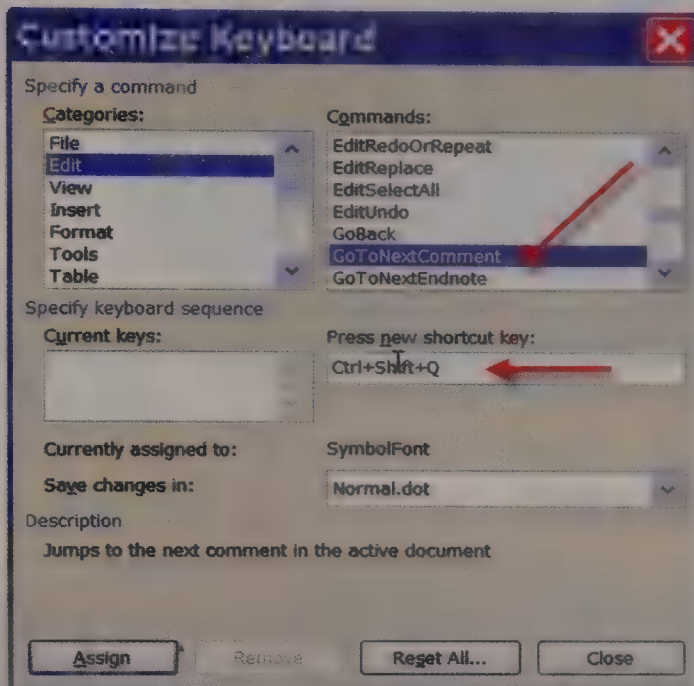 Customize Keyboard
Specify a command
Categories:
File
Edit
View
Insert
Format
Tools
Table
Commands:
EditRedoOrRepeat
EditReplace
EditSelectAll
EditUndo
GoBack
GoToNextComment
GoToNextEndnote
Specify keyboard sequence
Current keys:
Press new shortcut key:
Ctrl+Shift+Q
Currently assigned to:
SymbolFont
Save changes in:
Normal.dot
Description
Jumps to the next comment in the active document
Assign
Remove
Reset All...
Close